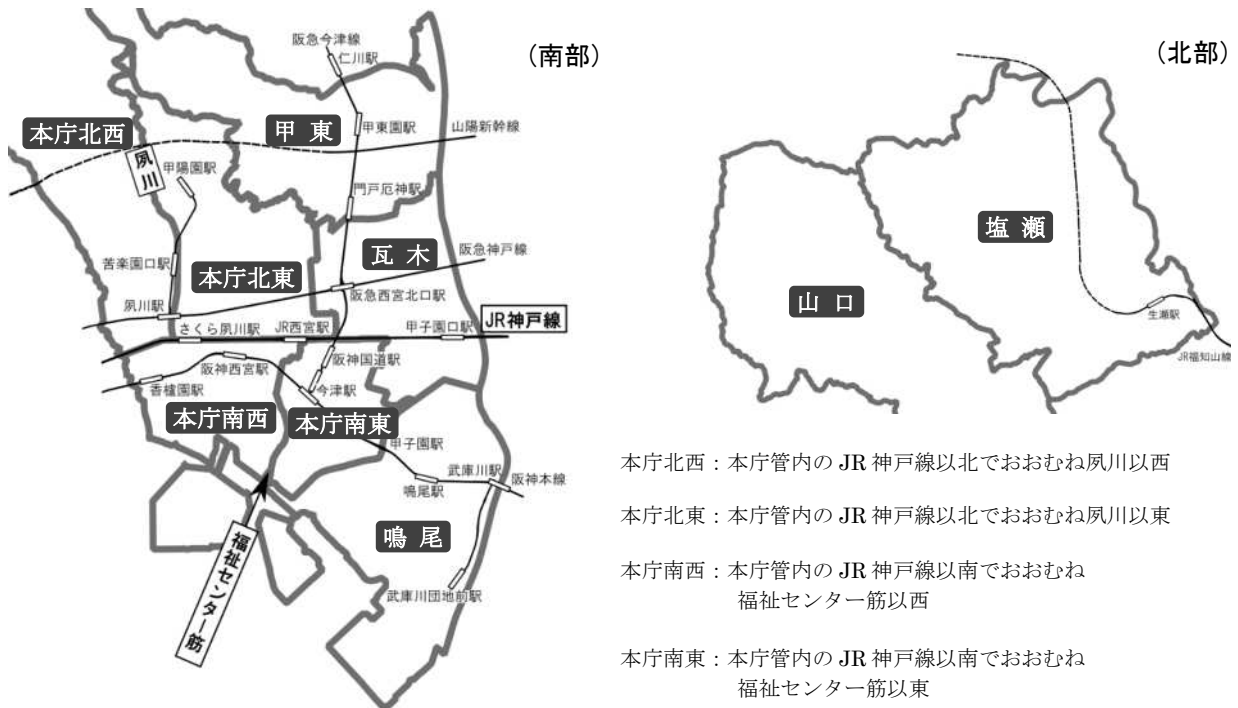 (南部)
阪急今津線
仁川駅
甲東
甲東園駅
山陽新幹線
本庁北西
夙川
甲陽園駅
門戸厄神駅
瓦木
阪急神戸線
苦楽園口駅
本庁北東
阪急西宮北口駅
夙川駅
さくら夙川駅
JR西宮駅
甲子園口駅
JR神戸線
阪神西宮駅
阪神国道駅
香櫨園駅
今津駅
本庁南西
本庁南東
甲子園駅
武庫川駅
鳴尾駅
阪神本線
鳴尾
福祉センター筋
武庫川団地前駅
(北部)
塩瀬
山口
生瀬駅
JR福知山線
本庁北西:本庁管内の JR 神戸線以北でおおむね夙川以西
本庁北東:本庁管内の JR 神戸線以北でおおむね夙川以東
本庁南西:本庁管内の JR 神戸線以南でおおむね
福祉センター筋以西
本庁南東:本庁管内の JR 神戸線以南でおおむね
福祉センター筋以東